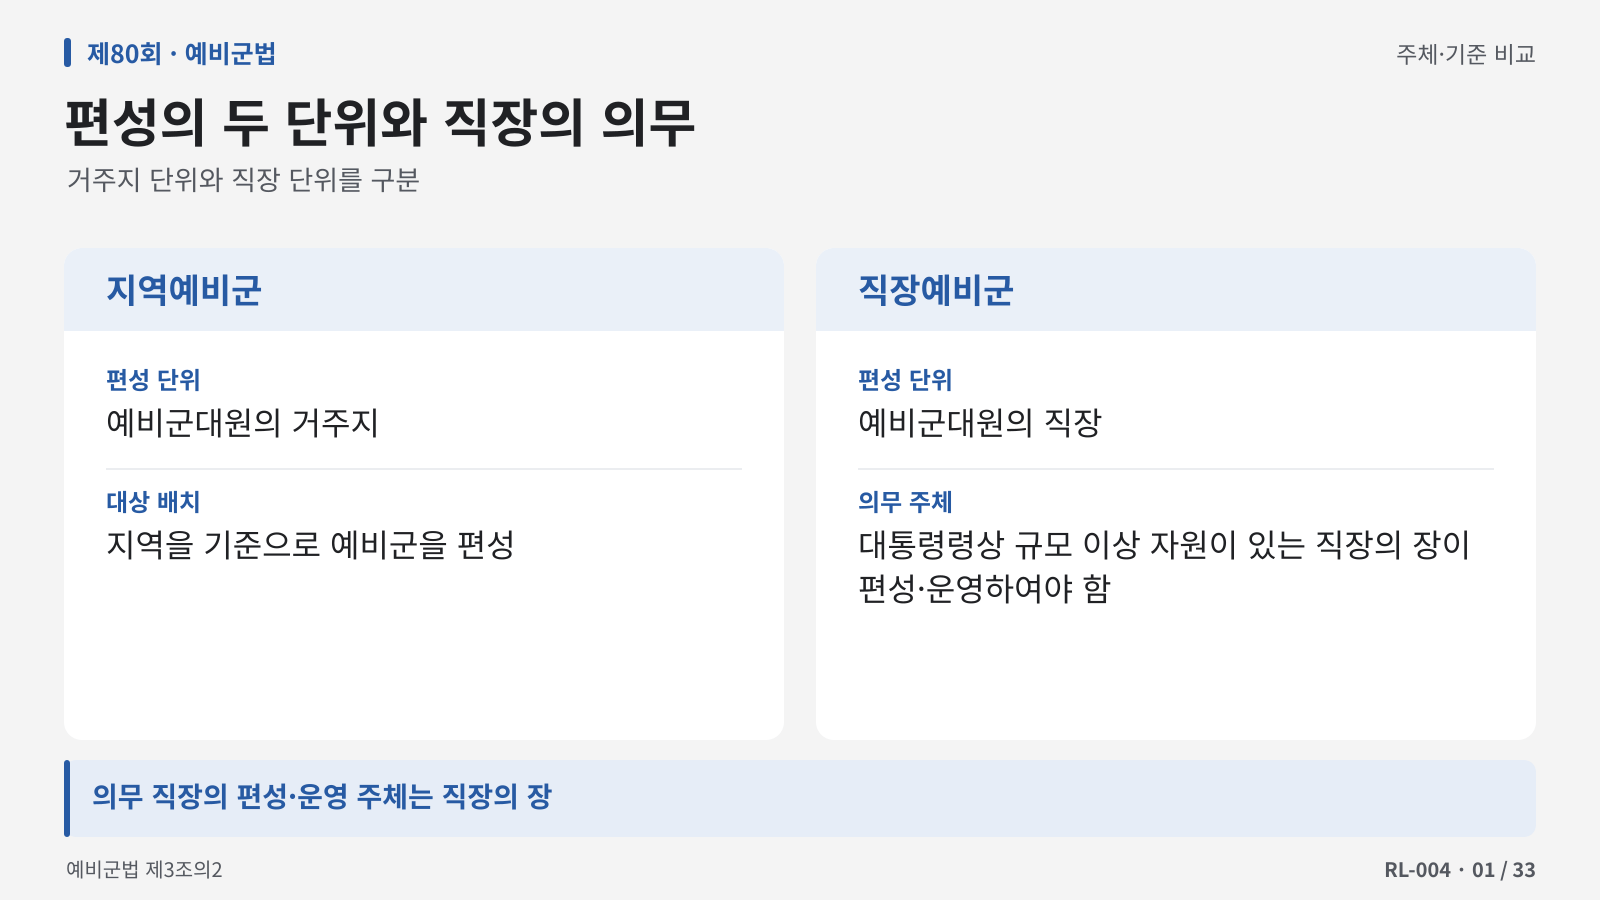 제80회 · 예비군법
주체·기준 비교
편성의 두 단위와 직장의 의무
거주지 단위와 직장 단위를 구분
지역예비군
편성 단위
예비군대원의 거주지
대상 배치
지역을 기준으로 예비군을 편성
직장예비군
편성 단위
예비군대원의 직장
의무 주체
대통령령상 규모 이상 자원이 있는 직장의 장이
편성·운영하여야 함
의무 직장의 편성·운영 주체는 직장의 장
예비군법 제3조의2
RL-004 · 01 / 33